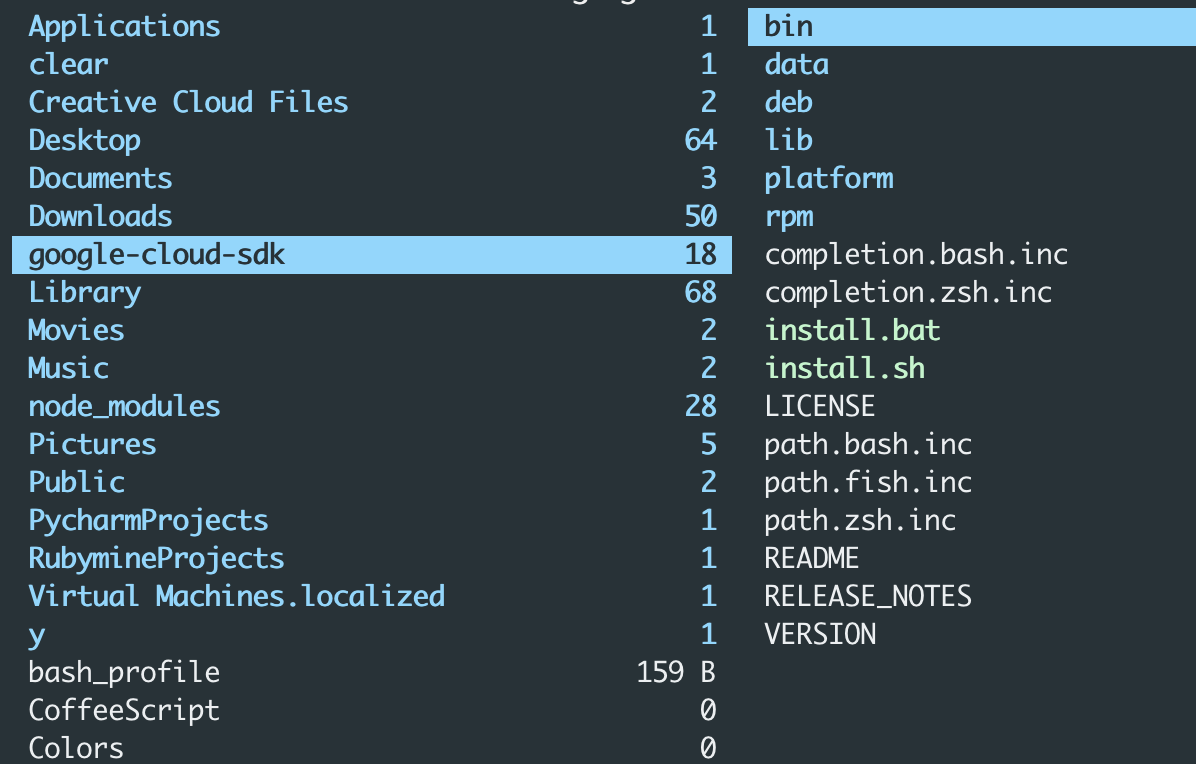 Applications 1
clear 1
Creative Cloud Files 2
Desktop 64
Documents 3
Downloads 50
google-cloud-sdk 18
Library 68
Movies 2
Music 2
node_modules 28
Pictures 5
Public 2
PycharmProjects 1
RubymineProjects 1
Virtual Machines.localized 1
y 1
bash_profile 159 B
CoffeeScript 0
Colors 0
bin
data
deb
lib
platform
rpm
completion.bash.inc
completion.zsh.inc
install.bat
install.sh
LICENSE
path.bash.inc
path.fish.inc
path.zsh.inc
README
RELEASE_NOTES
VERSION